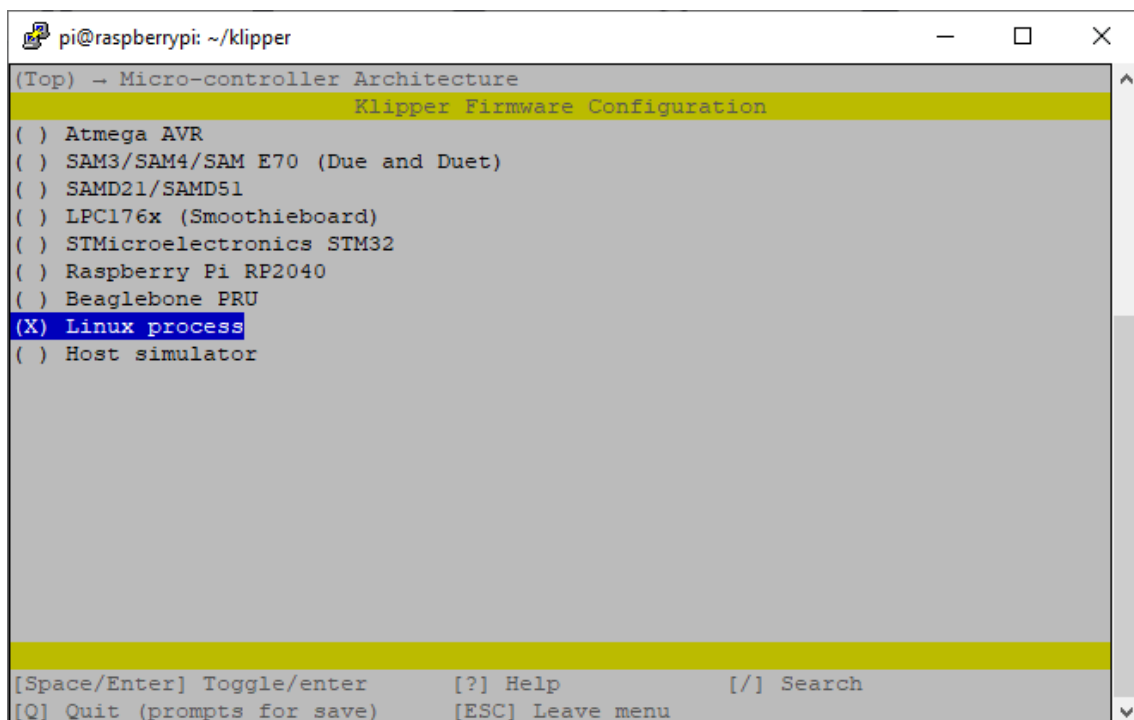 pi@raspberrypi: ~/klipper
(Top) → Micro-controller Architecture
Klipper Firmware Configuration
( ) Atmega AVR
( ) SAM3/SAM4/SAM E70 (Due and Duet)
( ) SAMD21/SAMD51
( ) LPC176x (Smoothieboard)
( ) STMicroelectronics STM32
( ) Raspberry Pi RP2040
( ) Beaglebone PRU
(X) Linux process
( ) Host simulator
[Space/Enter] Toggle/enter [?] Help [/] Search
[Q] Quit (prompts for save) [ESC] Leave menu